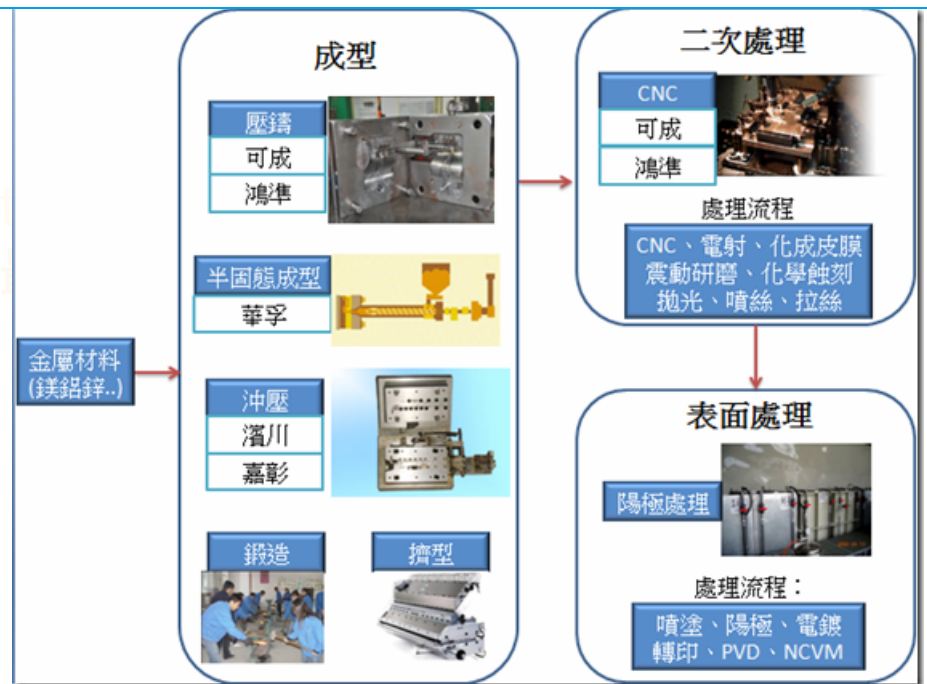 金屬材料
(鎂鋁鋅..)
成型
壓鑄
可成
鴻準
半固態成型
華孚
沖壓
濱川
嘉彰
鍛造
擠型
二次處理
CNC
可成
鴻準
處理流程
CNC、電射、化成皮膜
震動研磨、化學蝕刻
拋光、噴絲、拉絲
表面處理
陽極處理
處理流程：
噴塗、陽極、電鍍
轉印、PVD、NCVM